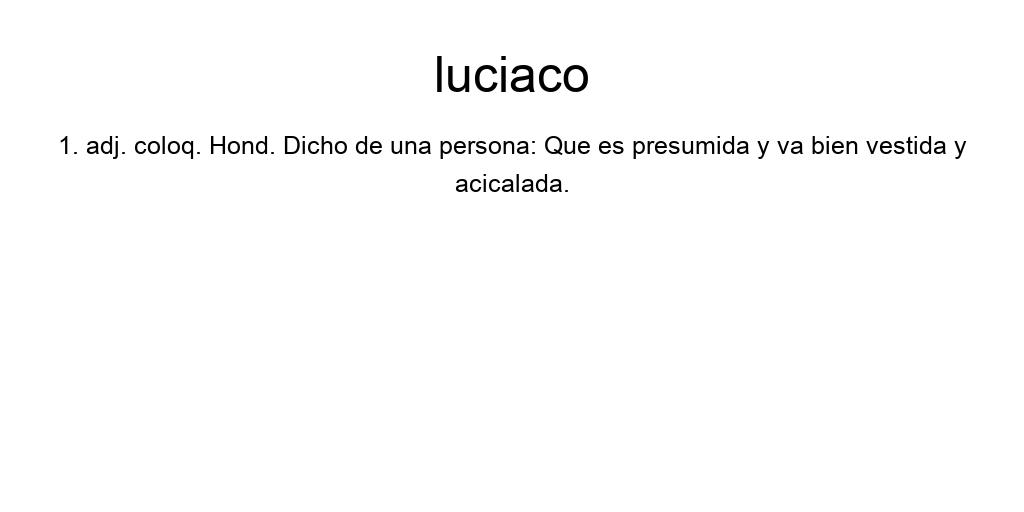 luciaco
1. adj. coloq. Hond. Dicho de una persona: Que es presumida y va bien vestida y
acicalada.